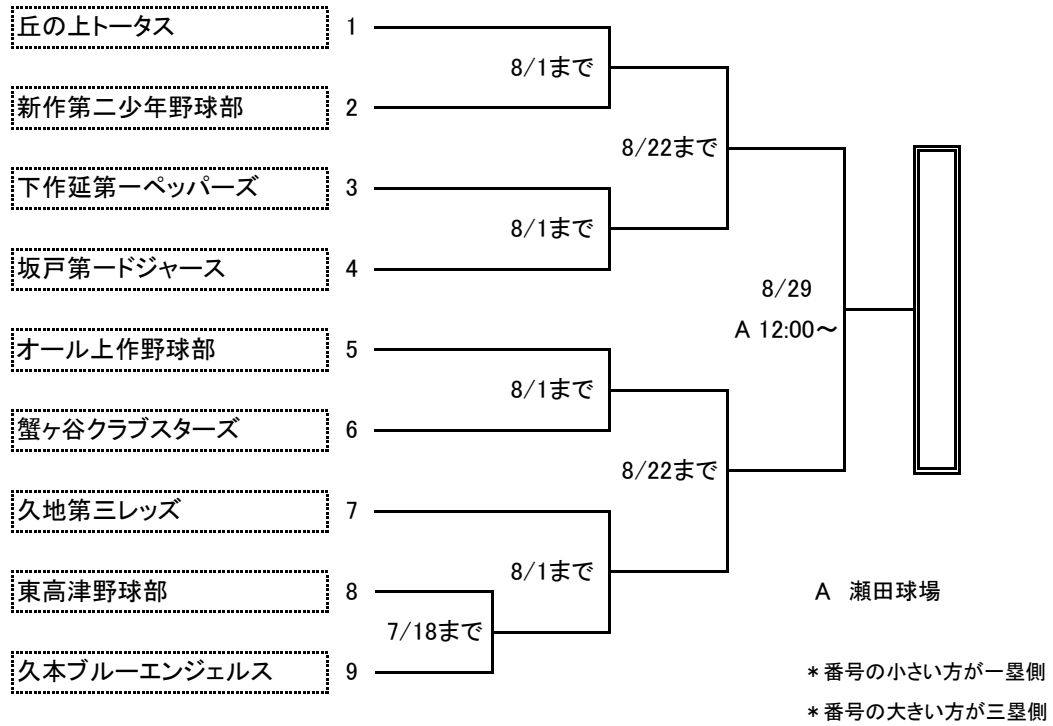 丘の上トータス 1
8/1まで
新作第二少年野球部 2
8/22まで
下作延第一ペッパーズ 3
8/1まで
坂戸第一ドジャース 4
8/29
A 12:00～
オール上作野球部 5
8/1まで
蟹ヶ谷クラブスターズ 6
8/22まで
久地第三レッズ 7
8/1まで
東高津野球部 8
A 瀬田球場
7/18まで
久本ブルーエンジェルス 9
＊番号の小さい方が一塁側
＊番号の大きい方が三塁側